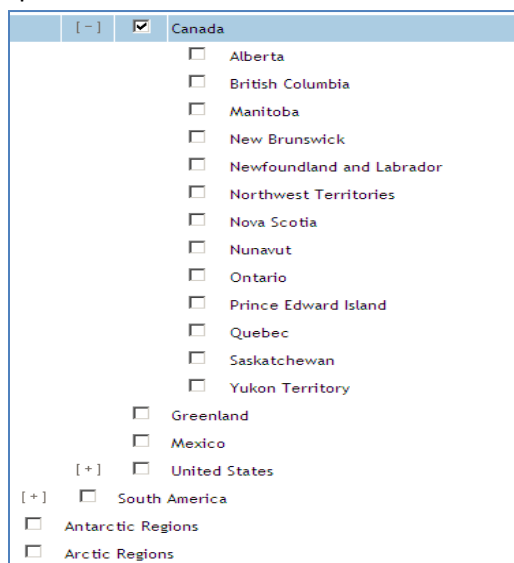 [-] Canada
Alberta
British Columbia
Manitoba
New Brunswick
Newfoundland and Labrador
Northwest Territories
Nova Scotia
Nunavut
Ontario
Prince Edward Island
Quebec
Saskatchewan
Yukon Territory
Greenland
Mexico
[+] United States
[+] South America
Antarctic Regions
Arctic Regions